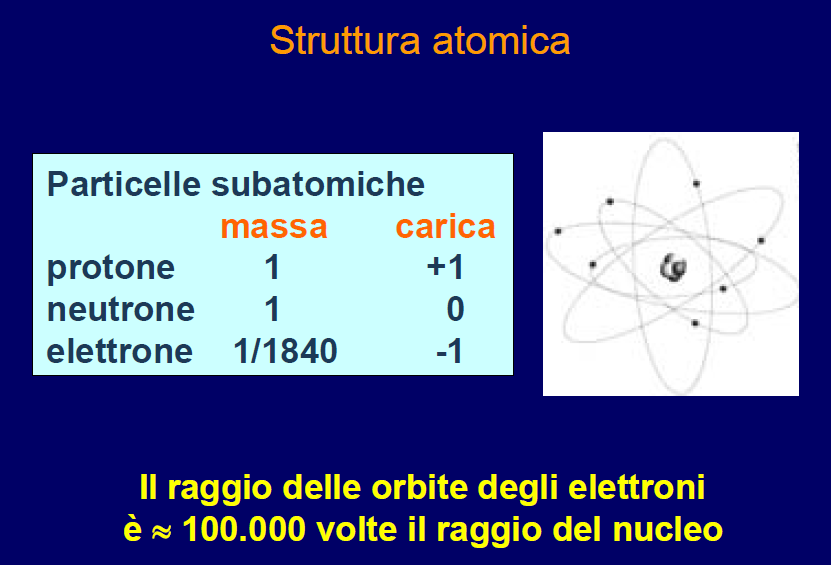 Struttura atomica
Particelle subatomiche
massa carica
protone 1 +1
neutrone 1 0
elettrone 1/1840 -1
Il raggio delle orbite degli elettroni
è ≈ 100.000 volte il raggio del nucleo